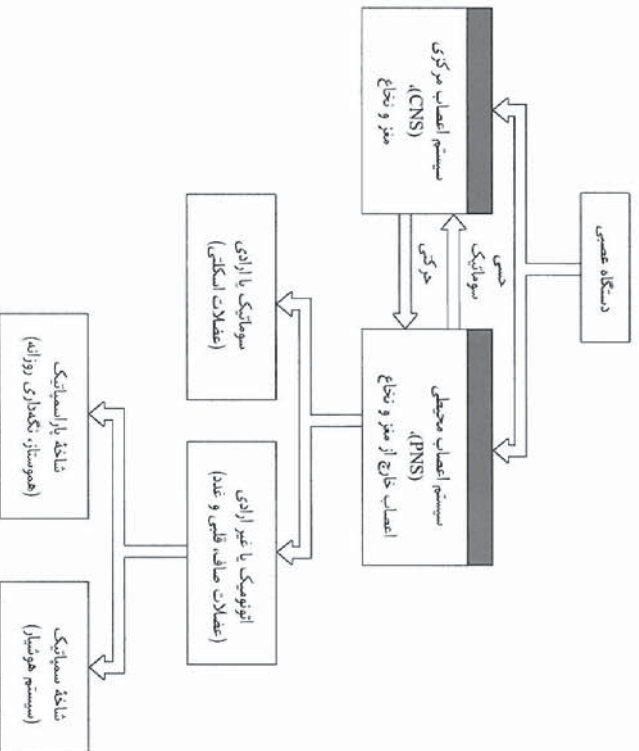 دستگاه عصبی
سیستم اعصاب مرکزی
(CNS)،
مغز و نخاع
حسی
سوماتیک
حرکتی
سیستم اعصاب محیطی
(PNS)،
اعصاب خارج از مغز و نخاع
سوماتیک یا ارادی
(عضلات اسکلتی)
اتونومیک یا غیر ارادی
(عضلات صاف، قلبی و غدد)
شاخهٔ پاراسمپاتیک
(هموستاز، نگه‌داری روزانه)
شاخهٔ سمپاتیک
(سیستم هوشیار)